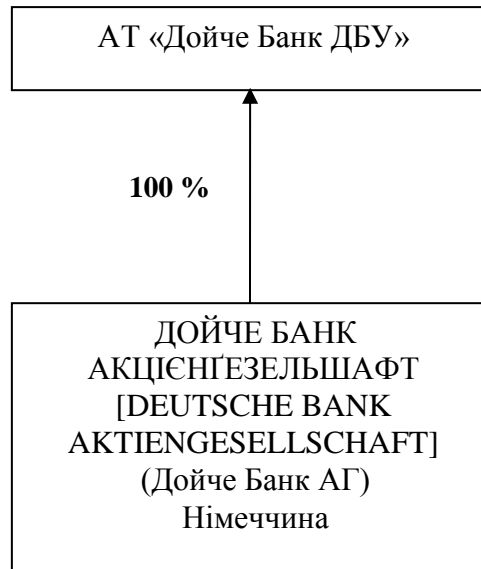 АТ «Дойче Банк ДБУ»
100 %
ДОЙЧЕ БАНК
АКЦІЄНҐЕЗЕЛЬШАФТ
[DEUTSCHE BANK
AKTIENGESELLSCHAFT]
(Дойче Банк АГ)
Німеччина